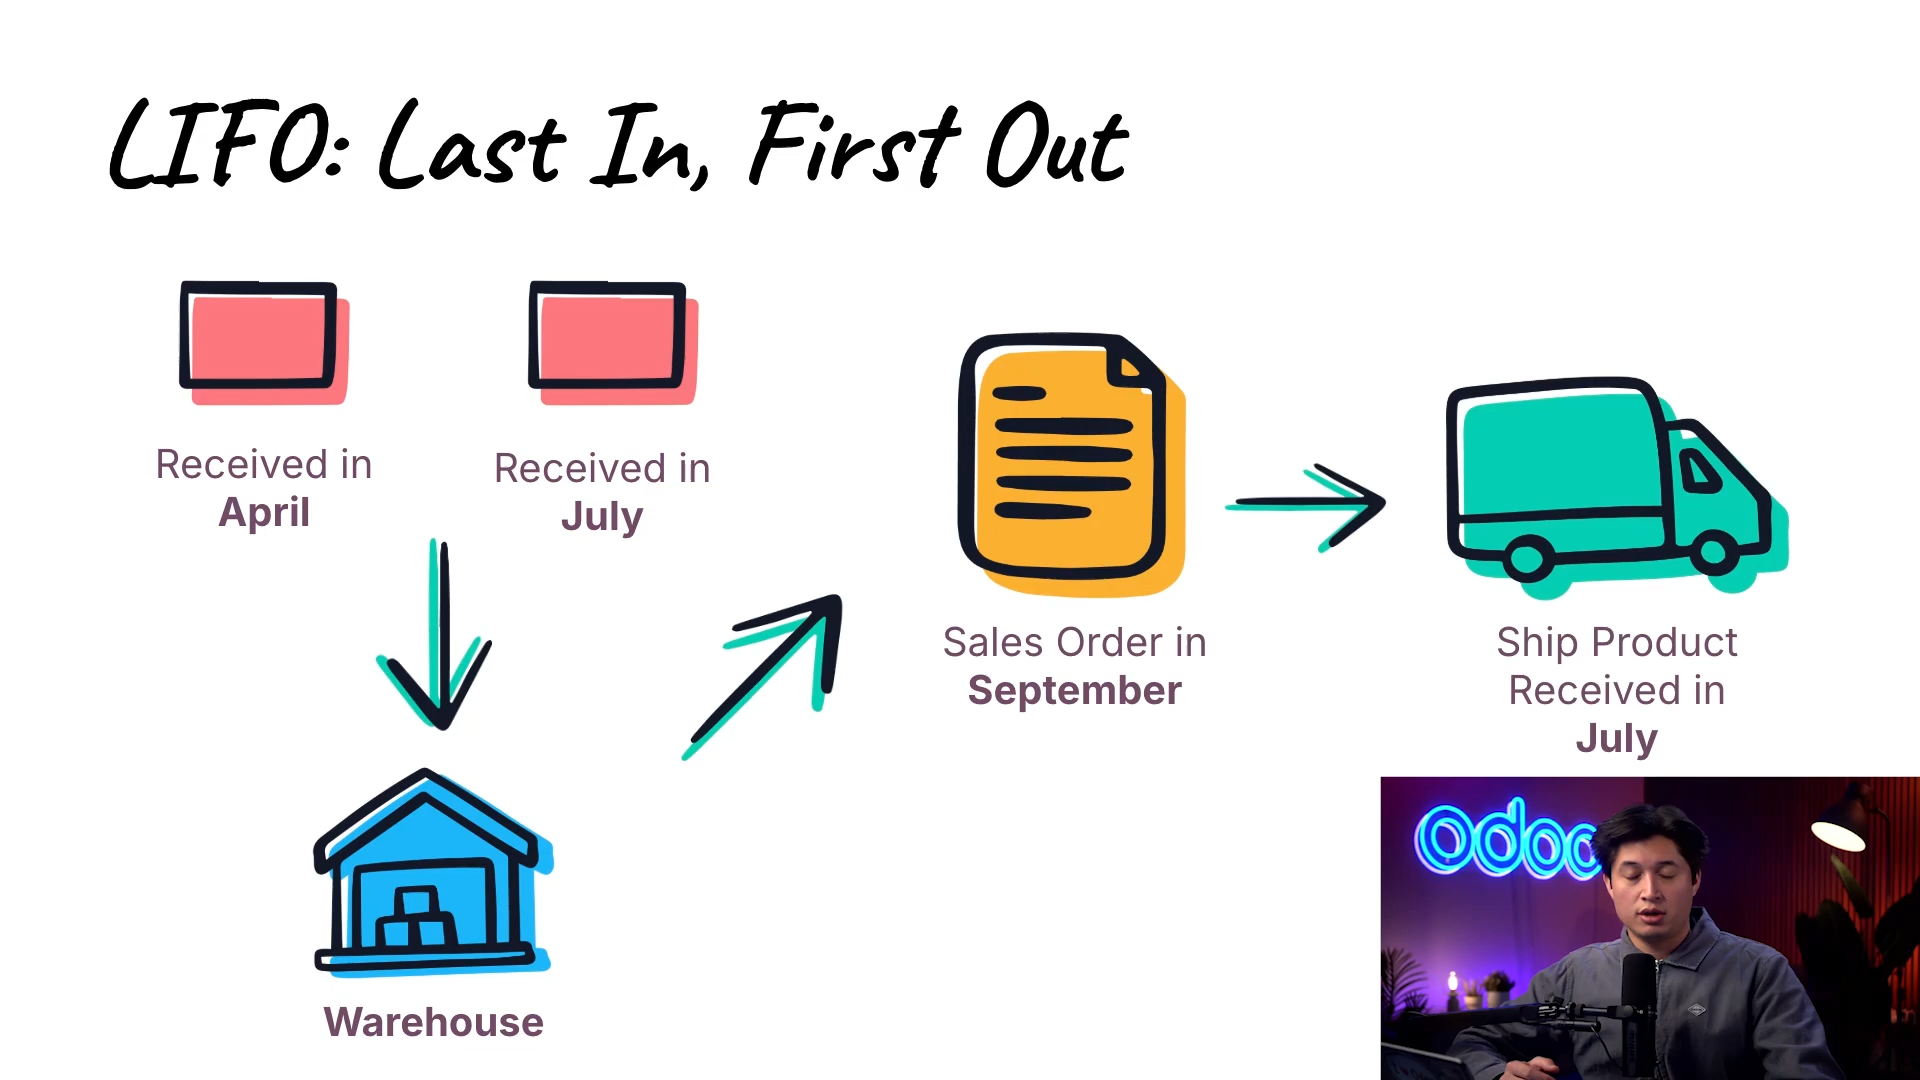 LIFO: Last In, First Out
Received in
April
Received in
July
Sales Order in
September
Ship Product
Received in
July
Warehouse
odoo